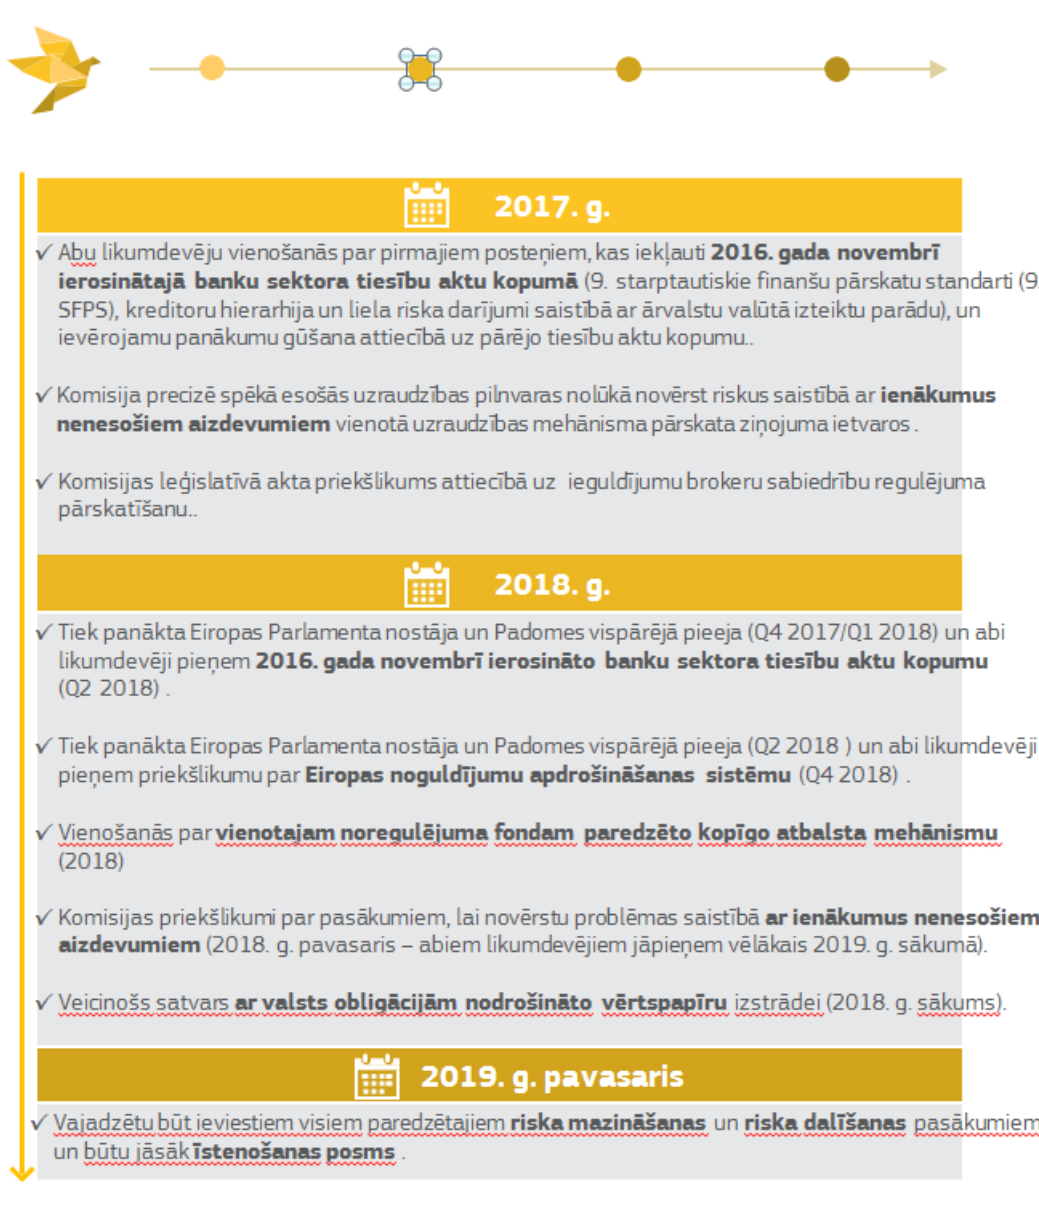 2017. g.
✓ Abu likumdevēju vienošanās par pirmajiem posteņiem, kas iekļauti 2016. gada novembrī
ierosinātajā banku sektora tiesību aktu kopumā (9. starptautiskie finanšu pārskatu standarti (9.
SFPS), kreditoru hierarhija un liela riska darījumi saistībā ar ārvalstu valūtā izteiktu parādu), un
ievērojamu panākumu gūšana attiecībā uz pārējo tiesību aktu kopumu..
✓ Komisija precizē spēkā esošās uzraudzības pilnvaras nolūkā novērst riskus saistībā ar ienākumus
nenesošiem aizdevumiem vienotā uzraudzības mehānisma pārskata ziņojuma ietvaros .
✓ Komisijas leģislatīvā akta priekšlikums attiecībā uz ieguldījumu brokeru sabiedrību regulējuma
pārskatīšanu..
2018. g.
✓ Tiek panākta Eiropas Parlamenta nostāja un Padomes vispārējā pieeja (Q4 2017/Q1 2018) un abi
likumdevēji pieņem 2016. gada novembrī ierosināto banku sektora tiesību aktu kopumu
(Q2 2018) .
✓ Tiek panākta Eiropas Parlamenta nostāja un Padomes vispārējā pieeja (Q2 2018 ) un abi likumdevēji
pieņem priekšlikumu par Eiropas noguldījumu apdrošināšanas sistēmu (Q4 2018) .
✓ Vienošanās par vienotajam noregulējuma fondam paredzēto kopīgo atbalsta mehānismu
(2018)
✓ Komisijas priekšlikumi par pasākumiem, lai novērstu problēmas saistībā ar ienākumus nenesošiem
aizdevumiem (2018. g. pavasaris – abiem likumdevējiem jāpieņem vēlākais 2019. g. sākumā).
✓ Veicinošs satvars ar valsts obligācijām nodrošināto vērtspapīru izstrādei (2018. g. sākums).
2019. g. pavasaris
✓ Vajadzētu būt ieviestiem visiem paredzētajiem riska mazināšanas un riska dalīšanas pasākumiem
un būtu jāsāk īstenošanas posms .